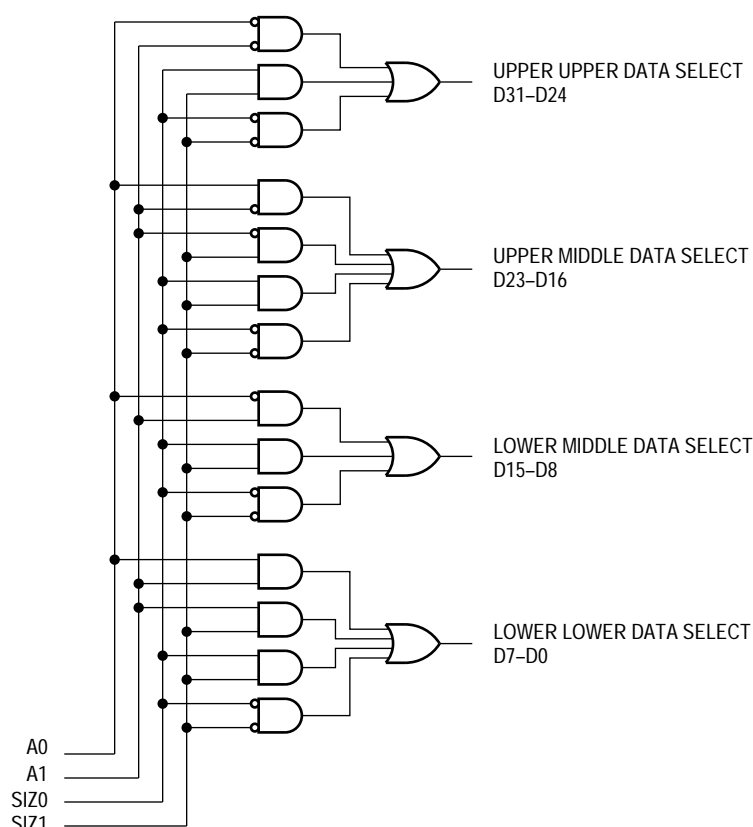 UPPER UPPER DATA SELECT
D31–D24
UPPER MIDDLE DATA SELECT
D23–D16
LOWER MIDDLE DATA SELECT
D15–D8
LOWER LOWER DATA SELECT
D7–D0
A0
A1
SIZ0
SIZ1